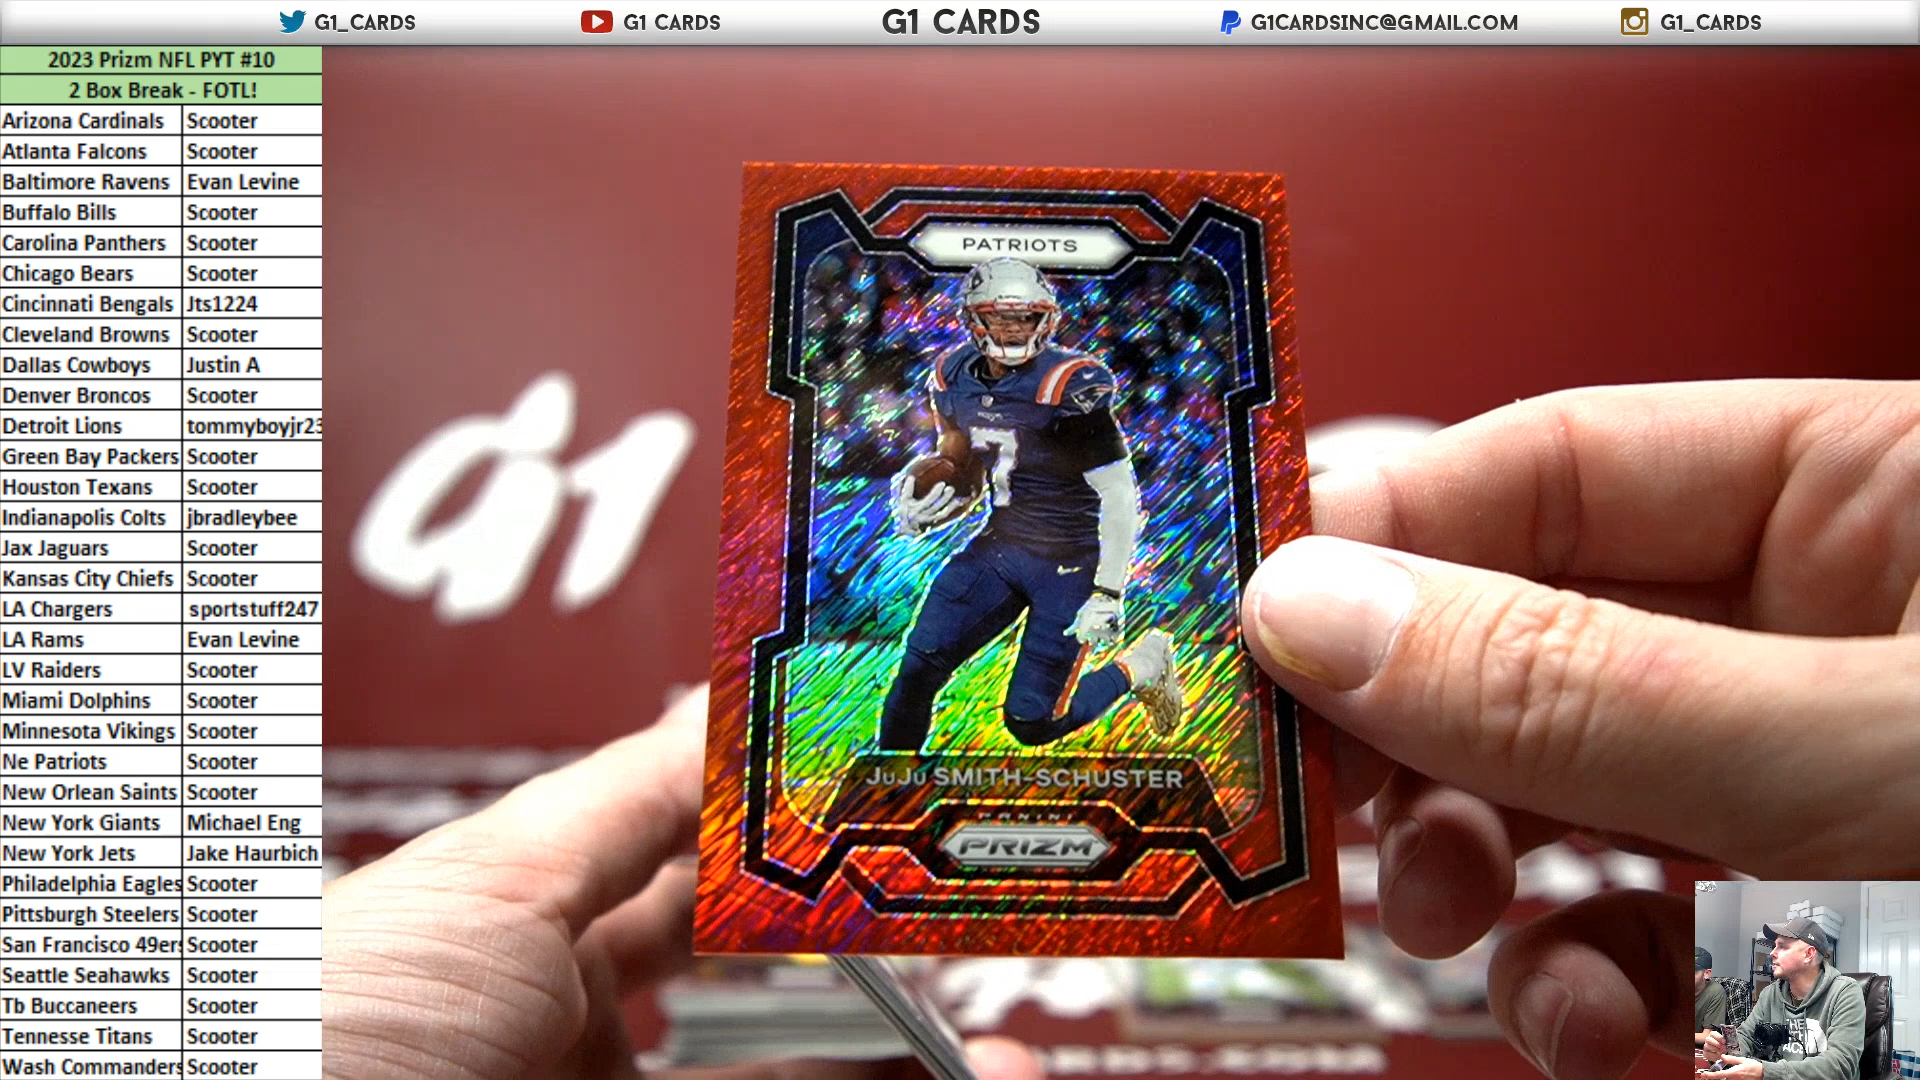 G1_CARDS G1 CARDS G1 CARDS G1CARDSINC@GMAIL.COM G1_CARDS
2023 Prizm NFL PYT #10
2 Box Break - FOTL!
Arizona Cardinals Scooter
Atlanta Falcons Scooter
Baltimore Ravens Evan Levine
Buffalo Bills Scooter
Carolina Panthers Scooter
Chicago Bears Scooter
Cincinnati Bengals Jts1224
Cleveland Browns Scooter
Dallas Cowboys Justin A
Denver Broncos Scooter
Detroit Lions tommyboyjr23
Green Bay Packers Scooter
Houston Texans Scooter
Indianapolis Colts jbradleybee
Jax Jaguars Scooter
Kansas City Chiefs Scooter
LA Chargers sportstuff247
LA Rams Evan Levine
LV Raiders Scooter
Miami Dolphins Scooter
Minnesota Vikings Scooter
Ne Patriots Scooter
New Orlean Saints Scooter
New York Giants Michael Eng
New York Jets Jake Haurbich
Philadelphia Eagles Scooter
Pittsburgh Steelers Scooter
San Francisco 49ers Scooter
Seattle Seahawks Scooter
Tb Buccaneers Scooter
Tennesse Titans Scooter
Wash Commanders Scooter
G1
PATRIOTS
7
JuJu SMITH-SCHUSTER
PANINI
PRIZM